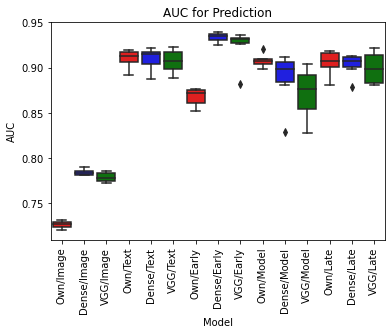 AUC for Prediction
0.95
0.90
0.85
0.80
0.75
AUC
Own/Image
Dense/Image
VGG/Image
Own/Text
Dense/Text
VGG/Text
Own/Early
Dense/Early
VGG/Early
Own/Model
Dense/Model
VGG/Model
Own/Late
Dense/Late
VGG/Late
Model